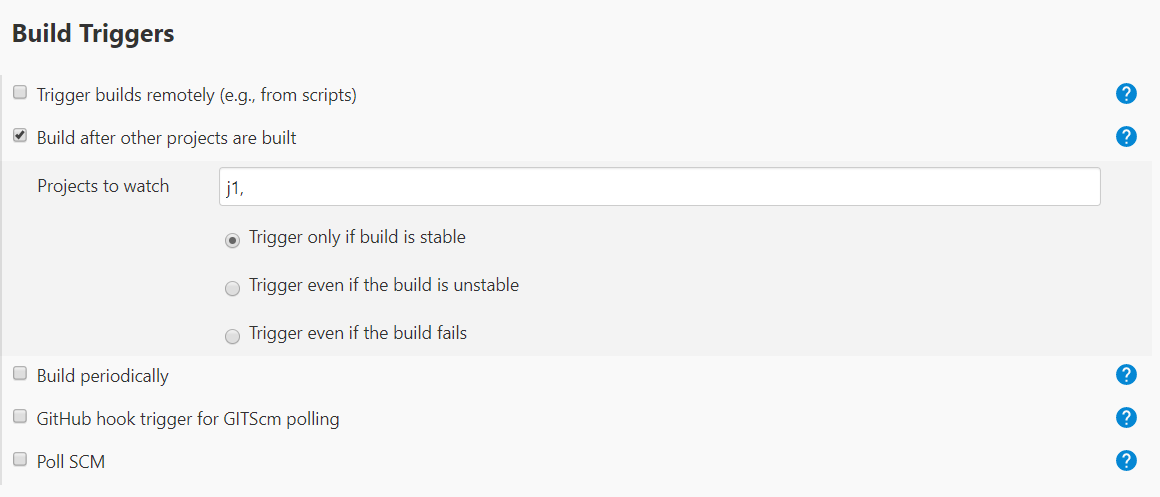 Build Triggers
Trigger builds remotely (e.g., from scripts)
Build after other projects are built
Projects to watch
j1,
Trigger only if build is stable
Trigger even if the build is unstable
Trigger even if the build fails
Build periodically
GitHub hook trigger for GITScm polling
Poll SCM